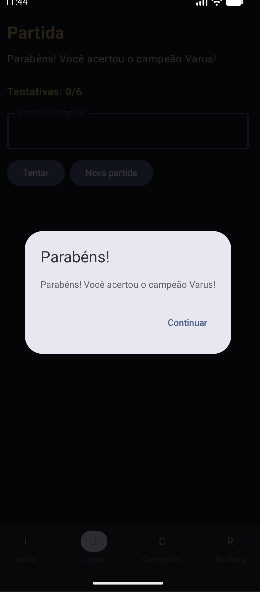 11:44
Partida
Parabéns! Você acertou o campeão Varus!
Tentativas: 0/6
Nome do campeão
Tentar
Nova partida
Parabéns!
Parabéns! Você acertou o campeão Varus!
Continuar
I
J
C
R
Início
Jogar
Campeões
Ranking